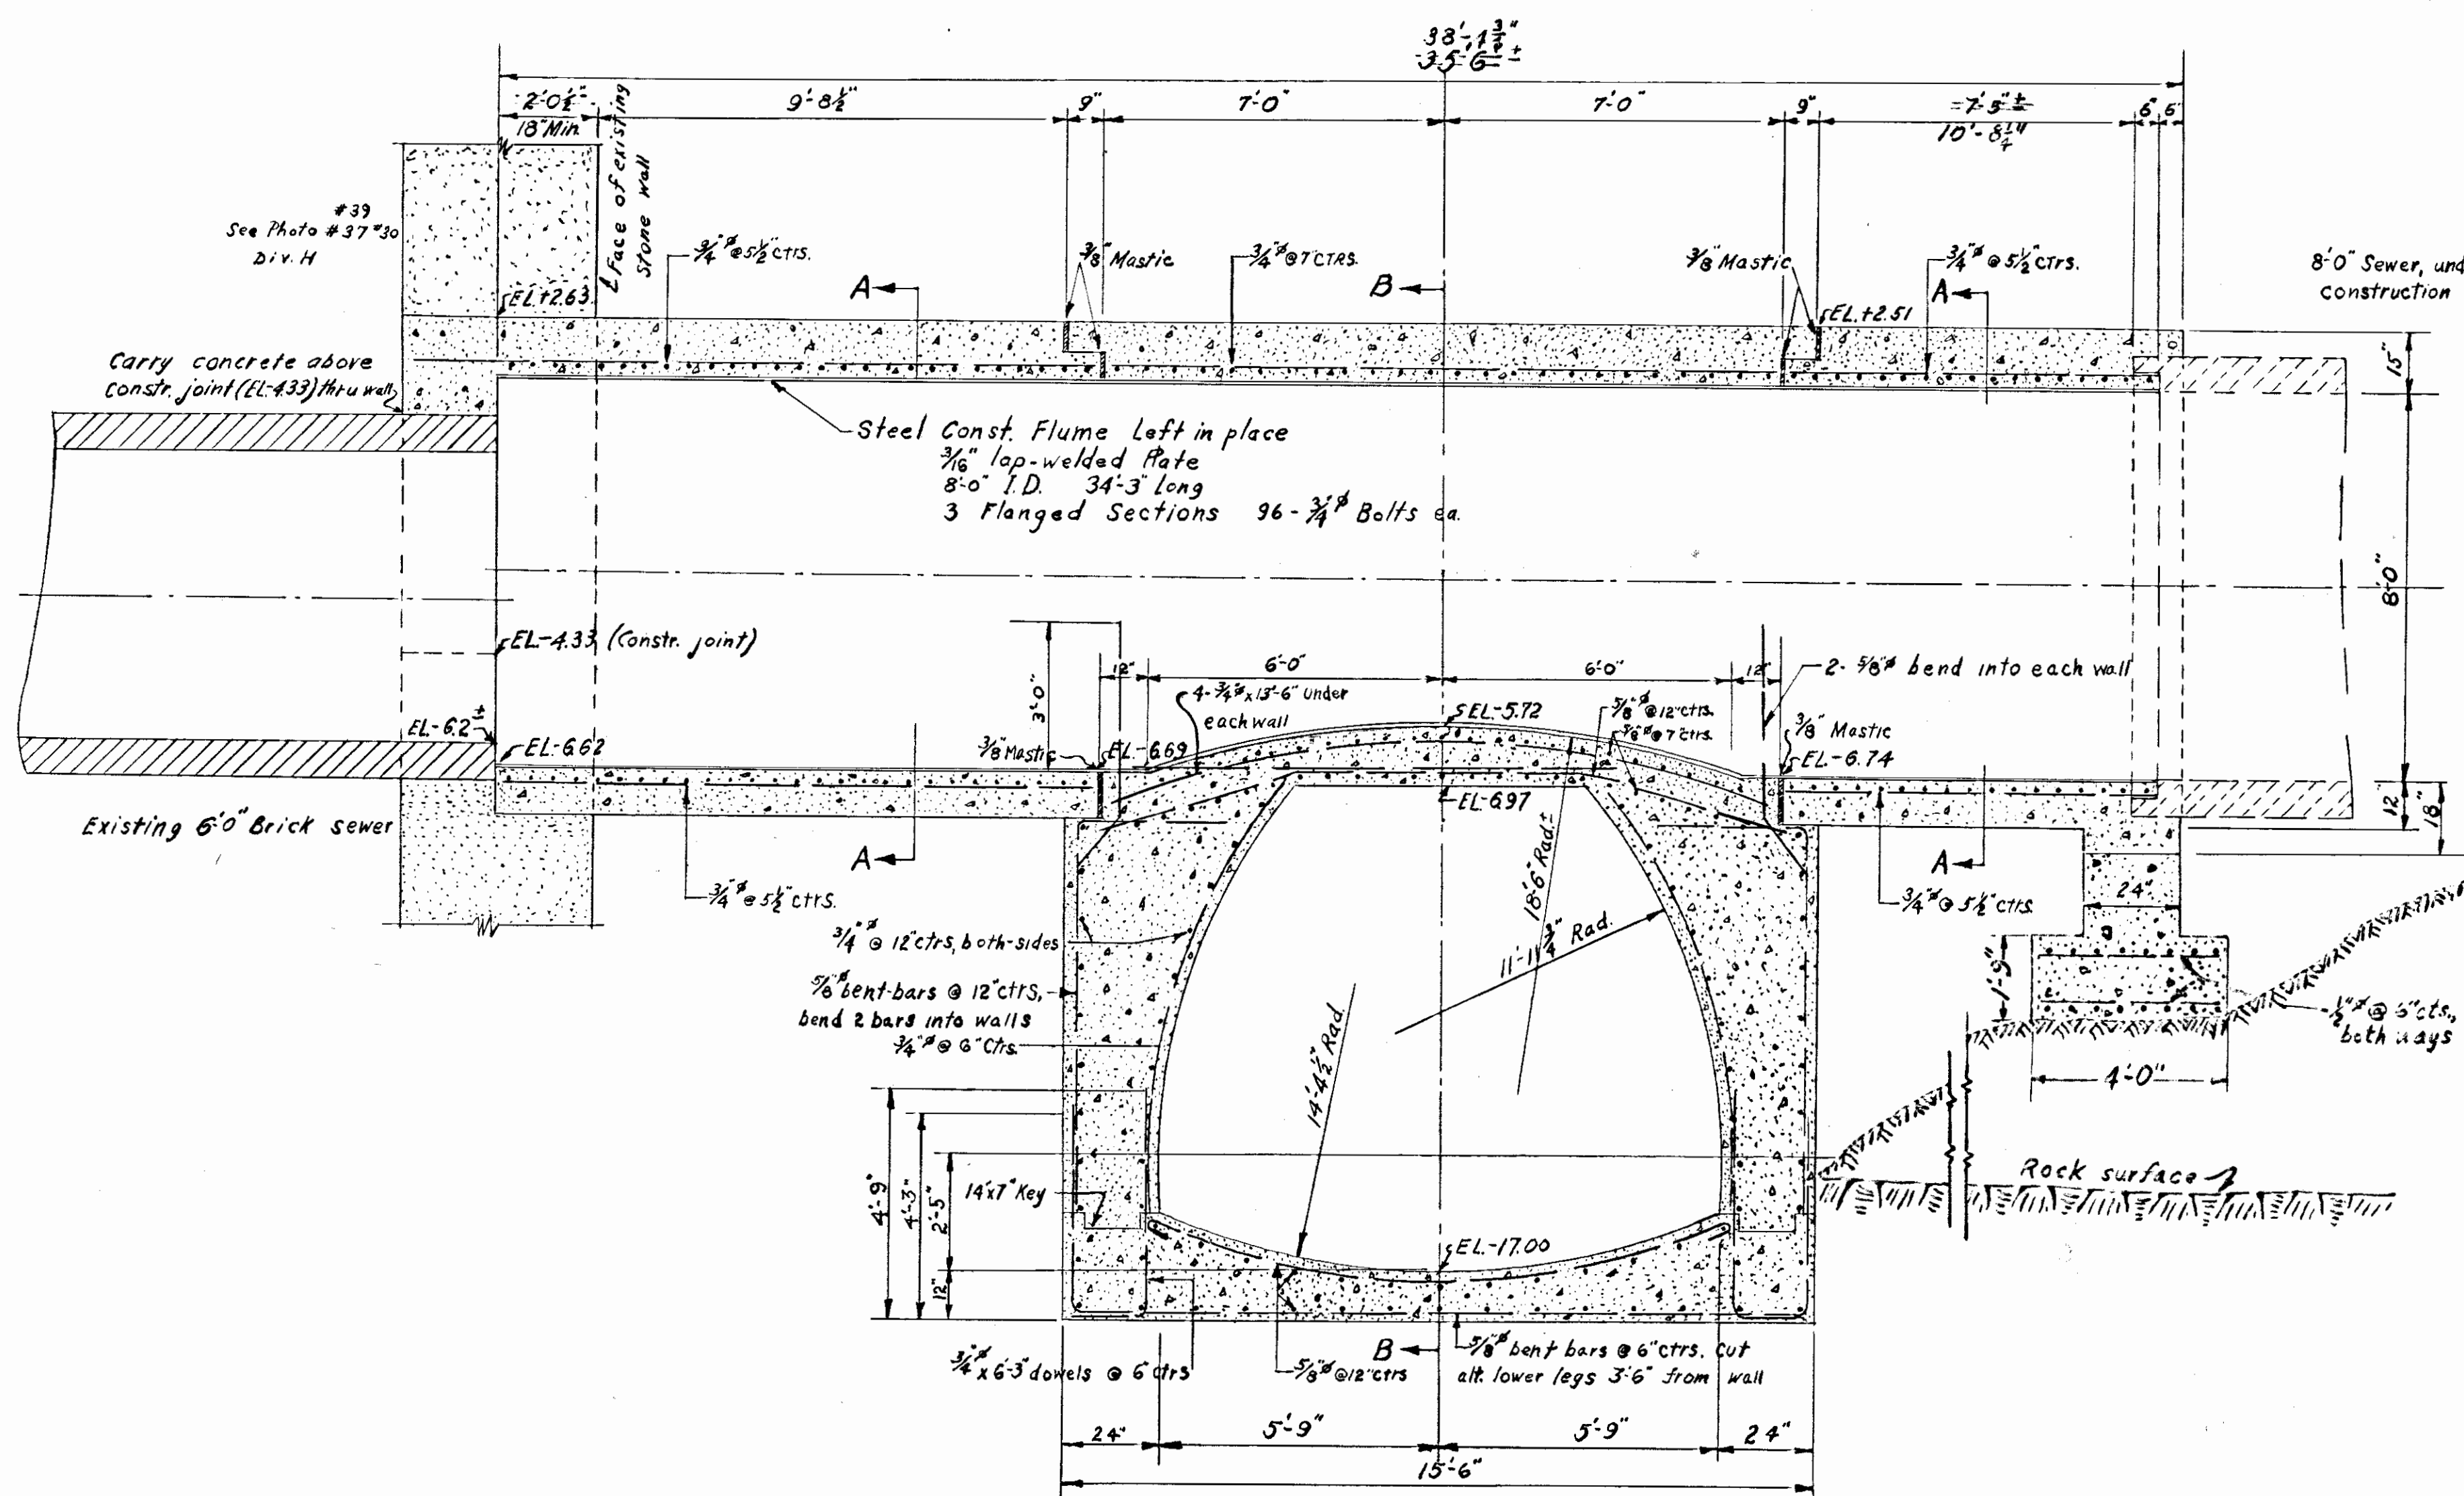 38'-1 3/4"
35'-6" ±
2'-0 1/2"
9'-8 1/2"
9"
7'-0"
7'-0"
9"
7'-5" ±
6"
6"
18" Min.
10'-8 1/4"
℄ Face of existing
Stone wall
#39
See Photo #37 #30
Div. H
3/4"ø @ 5 1/2" ctrs.
3/8" Mastic
3/4"ø @ 7" CTRS.
3/8" Mastic
3/4"ø @ 5 1/2" ctrs.
8'-0" Sewer, und
construction
A
B
A
EL.+2.63
EL.+2.51
15"
Carry concrete above
Constr. joint (EL-4.33) thru wall
Steel Const. Flume Left in place
3/16" lap-welded Plate
8'-0" I.D. 34'-3" Long
3 Flanged Sections 96 - 3/4"ø Bolts ea.
8'-0"
EL-4.33 (Constr. joint)
3'-0"
12"
6'-0"
6'-0"
12"
2- 5/8"ø bend into each wall
4-3/4"ø x 13'-6" under
each wall
EL-5.72
5/8"ø @ 12" ctrs.
5/8"ø @ 7" ctrs.
3/8" Mastic
EL-6.2 ±
EL-6.62
3/8" Mastic
EL-6.69
EL-6.74
EL-6.97
12"
18"
Existing 6'-0" Brick sewer
A
A
3/4"ø @ 5 1/2" ctrs.
3/4"ø @ 5 1/2" ctrs.
24"
18'-6" Rad±
11'-11 3/4" Rad.
14'-4 1/2" Rad.
3/4"ø @ 12" ctrs, both-sides
5/8"ø bent-bars @ 12" ctrs,
bend 2 bars into walls
3/4"ø @ 6" Ctrs.
1'-9"
1/2"ø @ 6" cts.,
both ways
4'-0"
4'-9"
4'-3"
2'-5"
12"
14"x7" Key
Rock surface
EL-17.00
3/4"ø x 6'-3" dowels @ 6" ctrs
5/8"ø @ 12" ctrs
B
5/8"ø bent bars @ 6" ctrs. Cut
alt. lower legs 3'-6" from wall
24"
5'-9"
5'-9"
24"
15'-6"